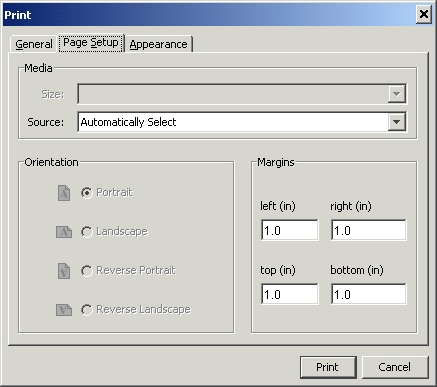 Print
General Page Setup Appearance
Media
Size:
Source: Automatically Select
Orientation
A Portrait
A Landscape
A Reverse Portrait
A Reverse Landscape
Margins
left (in) right (in)
1.0 1.0
top (in) bottom (in)
1.0 1.0
Print Cancel